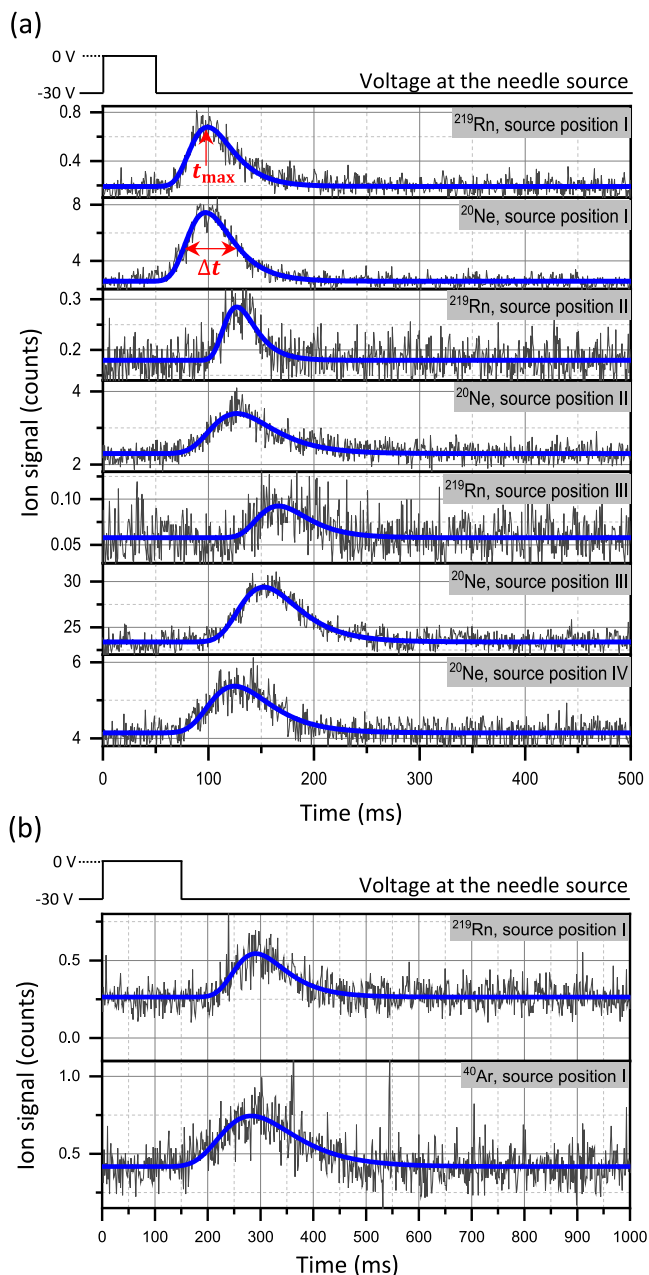 (a)
0 V
-30 V
Voltage at the needle source
0.8
0.4
²¹⁹Rn, source position I
t_max
8
4
²⁰Ne, source position I
Δt
0.3
0.2
²¹⁹Rn, source position II
4
2
²⁰Ne, source position II
0.10
0.05
²¹⁹Rn, source position III
30
25
²⁰Ne, source position III
6
4
²⁰Ne, source position IV
Ion signal (counts)
0 100 200 300 400 500
Time (ms)
(b)
0 V
-30 V
Voltage at the needle source
0.5
0.0
²¹⁹Rn, source position I
1.0
0.5
⁴⁰Ar, source position I
Ion signal (counts)
0 100 200 300 400 500 600 700 800 900 1000
Time (ms)